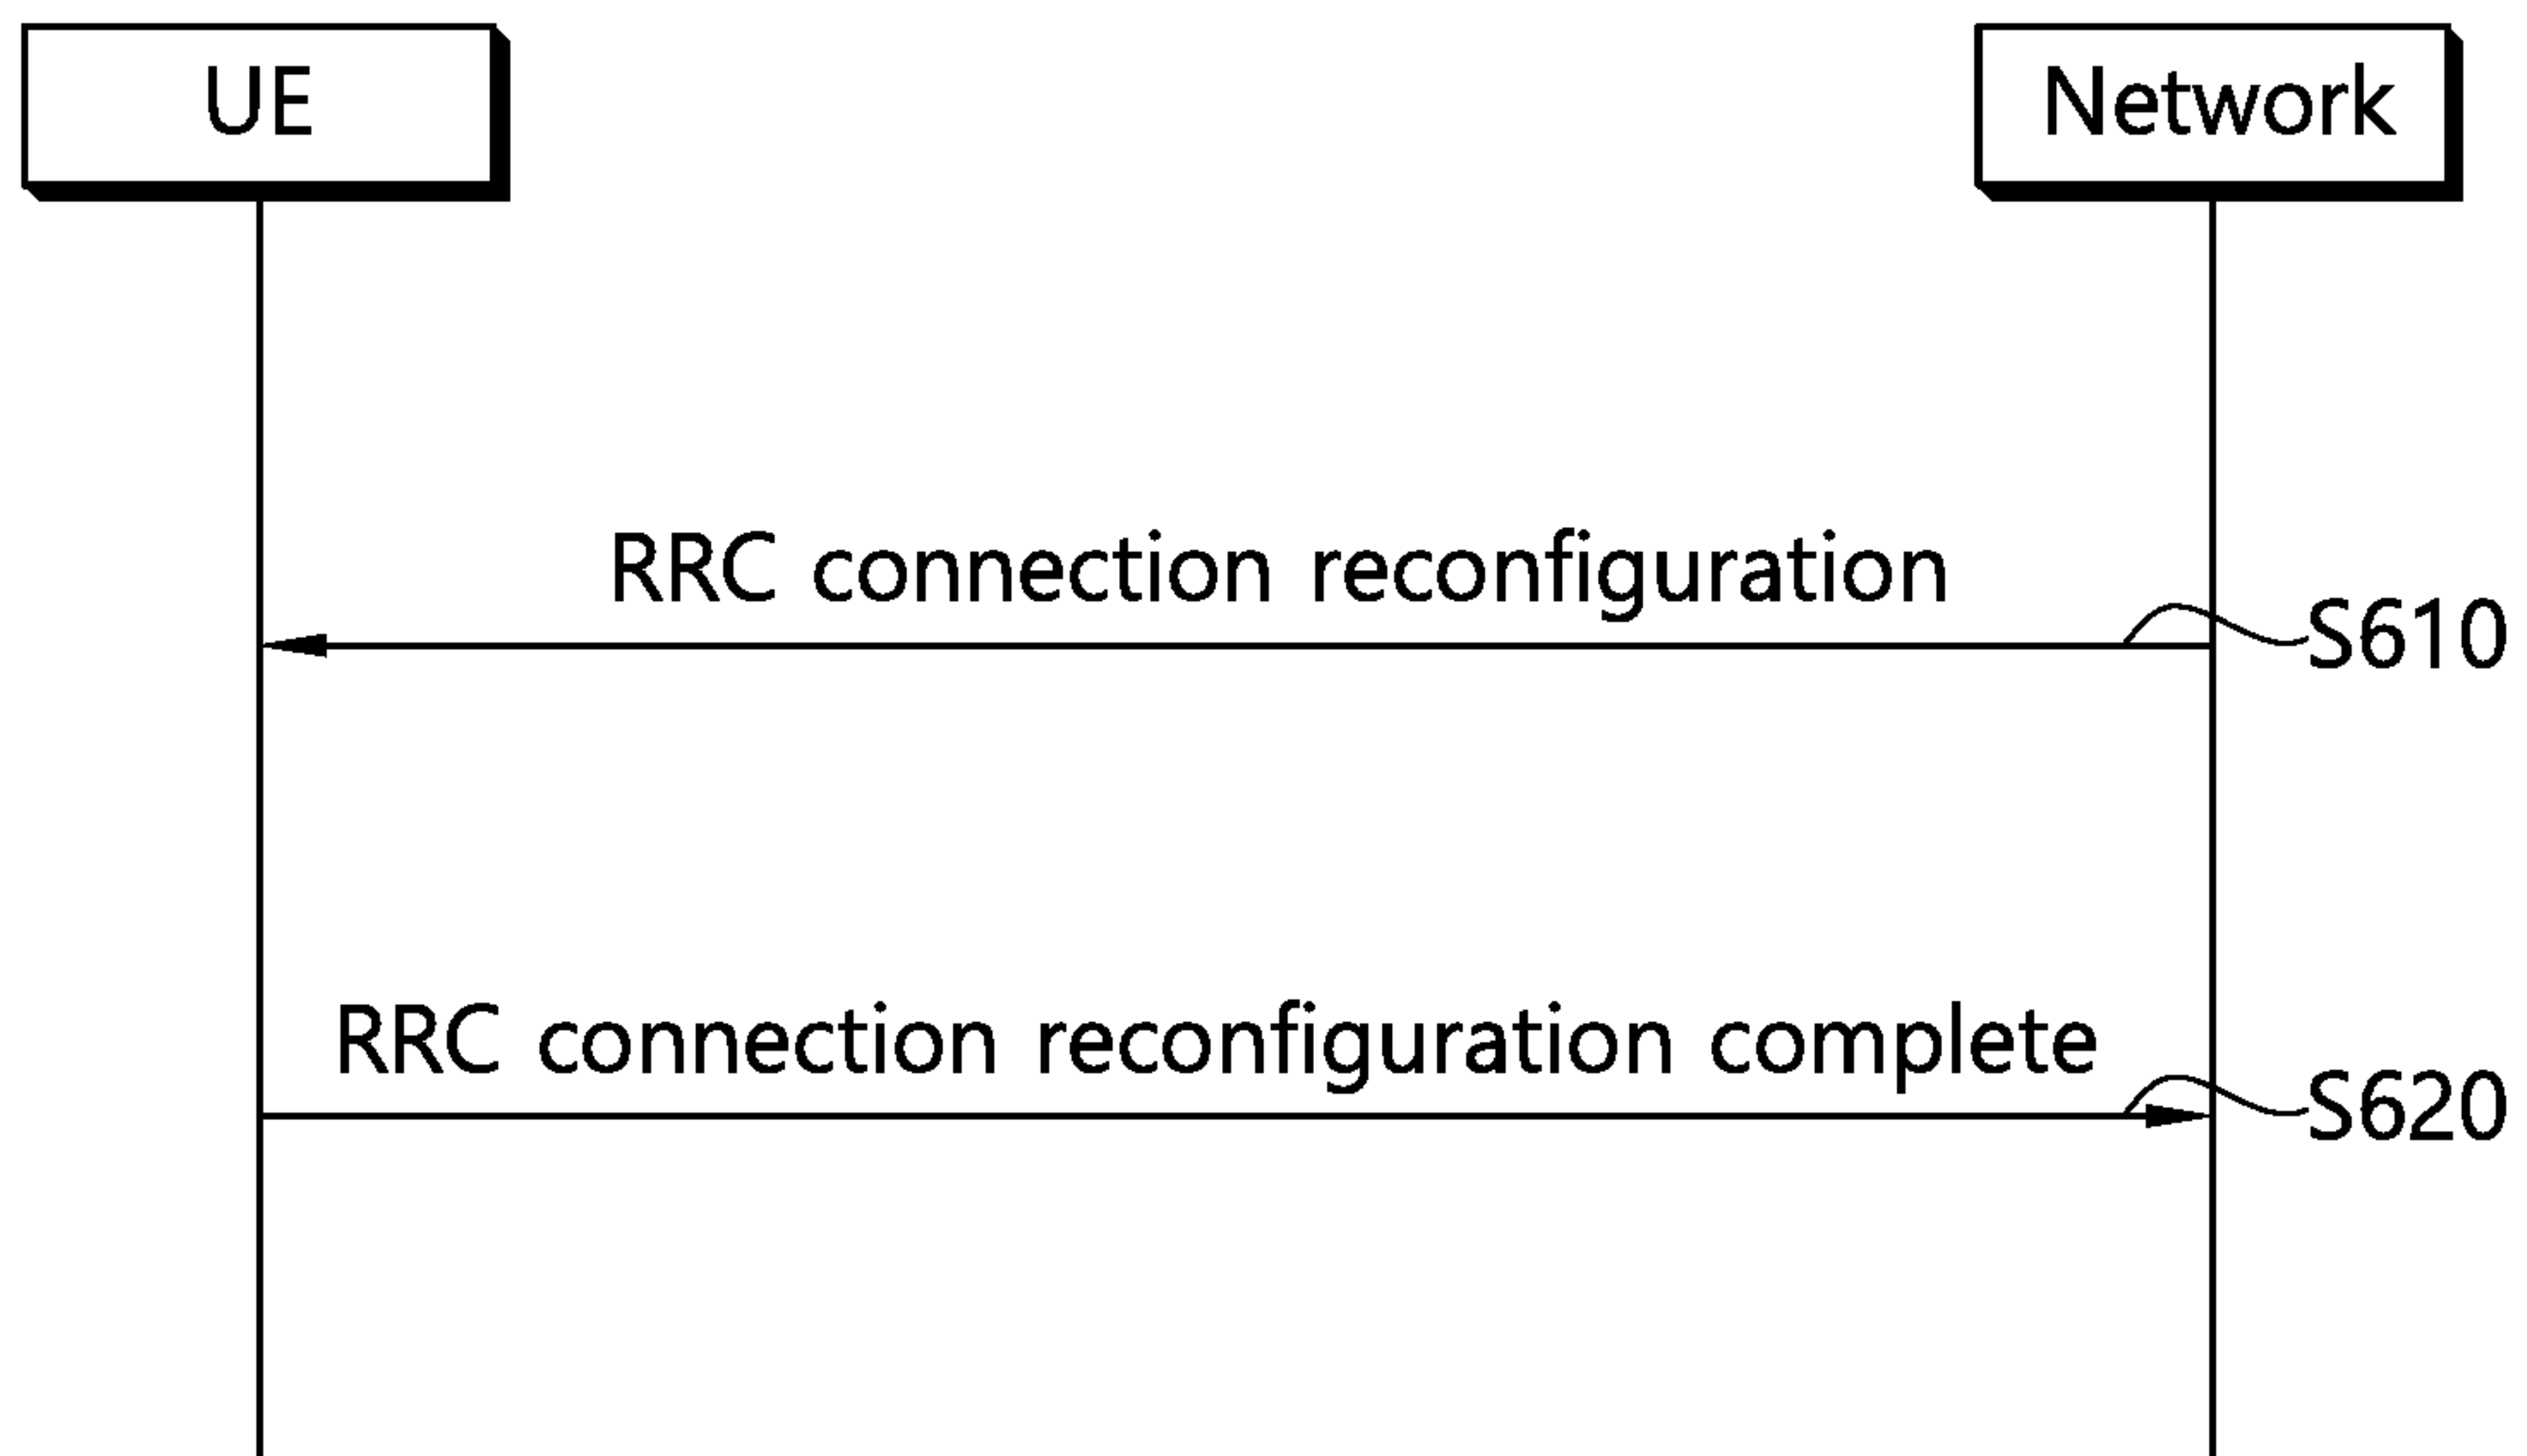 UE
Network
RRC connection reconfiguration
S610
RRC connection reconfiguration complete
S620